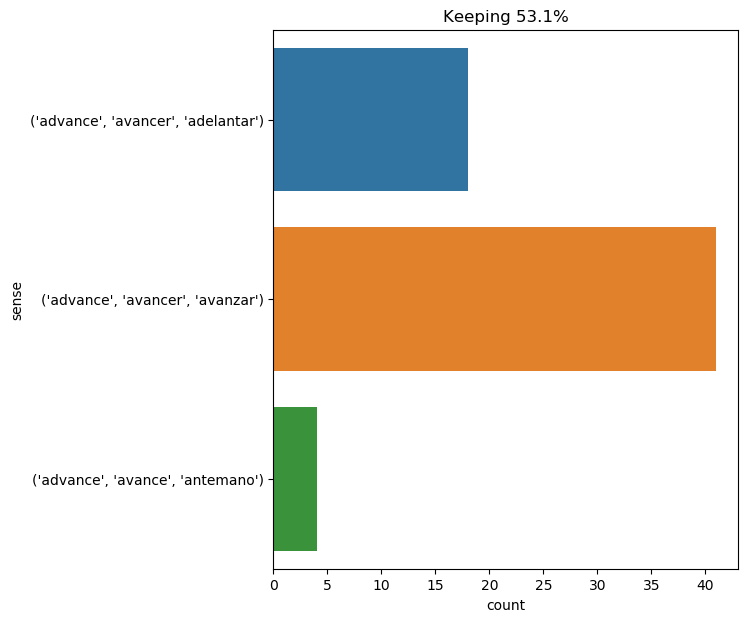 Keeping 53.1%
('advance', 'avancer', 'adelantar')
('advance', 'avancer', 'avanzar')
('advance', 'avance', 'antemano')
sense
0 5 10 15 20 25 30 35 40
count